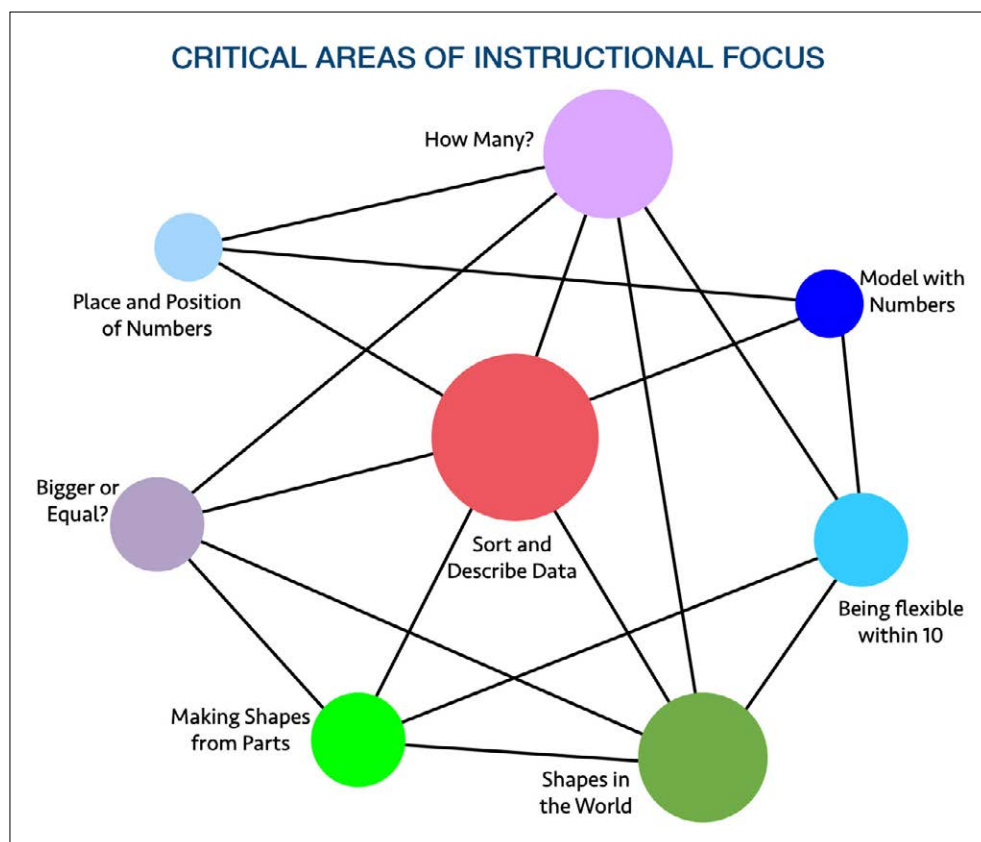 CRITICAL AREAS OF INSTRUCTIONAL FOCUS
How Many?
Place and Position
of Numbers
Model with
Numbers
Bigger or
Equal?
Sort and
Describe Data
Being flexible
within 10
Making Shapes
from Parts
Shapes in
the World